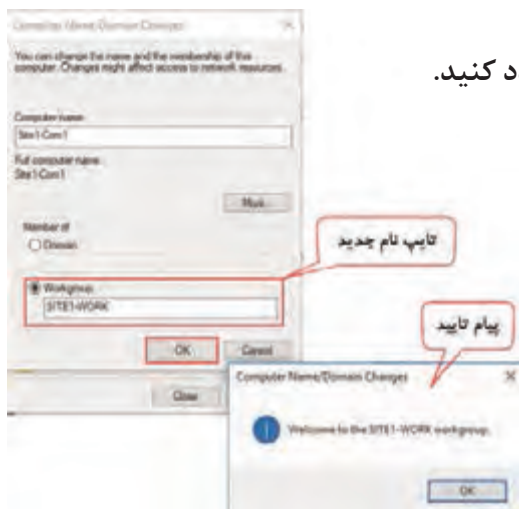 Computer Name/Domain Changes
You can change the name and the membership of this
computer. Changes might affect access to network resources.
د کنید.
Computer name:
Site1-Com1
Full computer name:
Site1-Com1
More...
Member of
Domain:
تایپ نام جدید
Workgroup:
SITE1-WORK
پیام تایید
OK
Cancel
Close
Computer Name/Domain Changes
Welcome to the SITE1-WORK workgroup.
OK